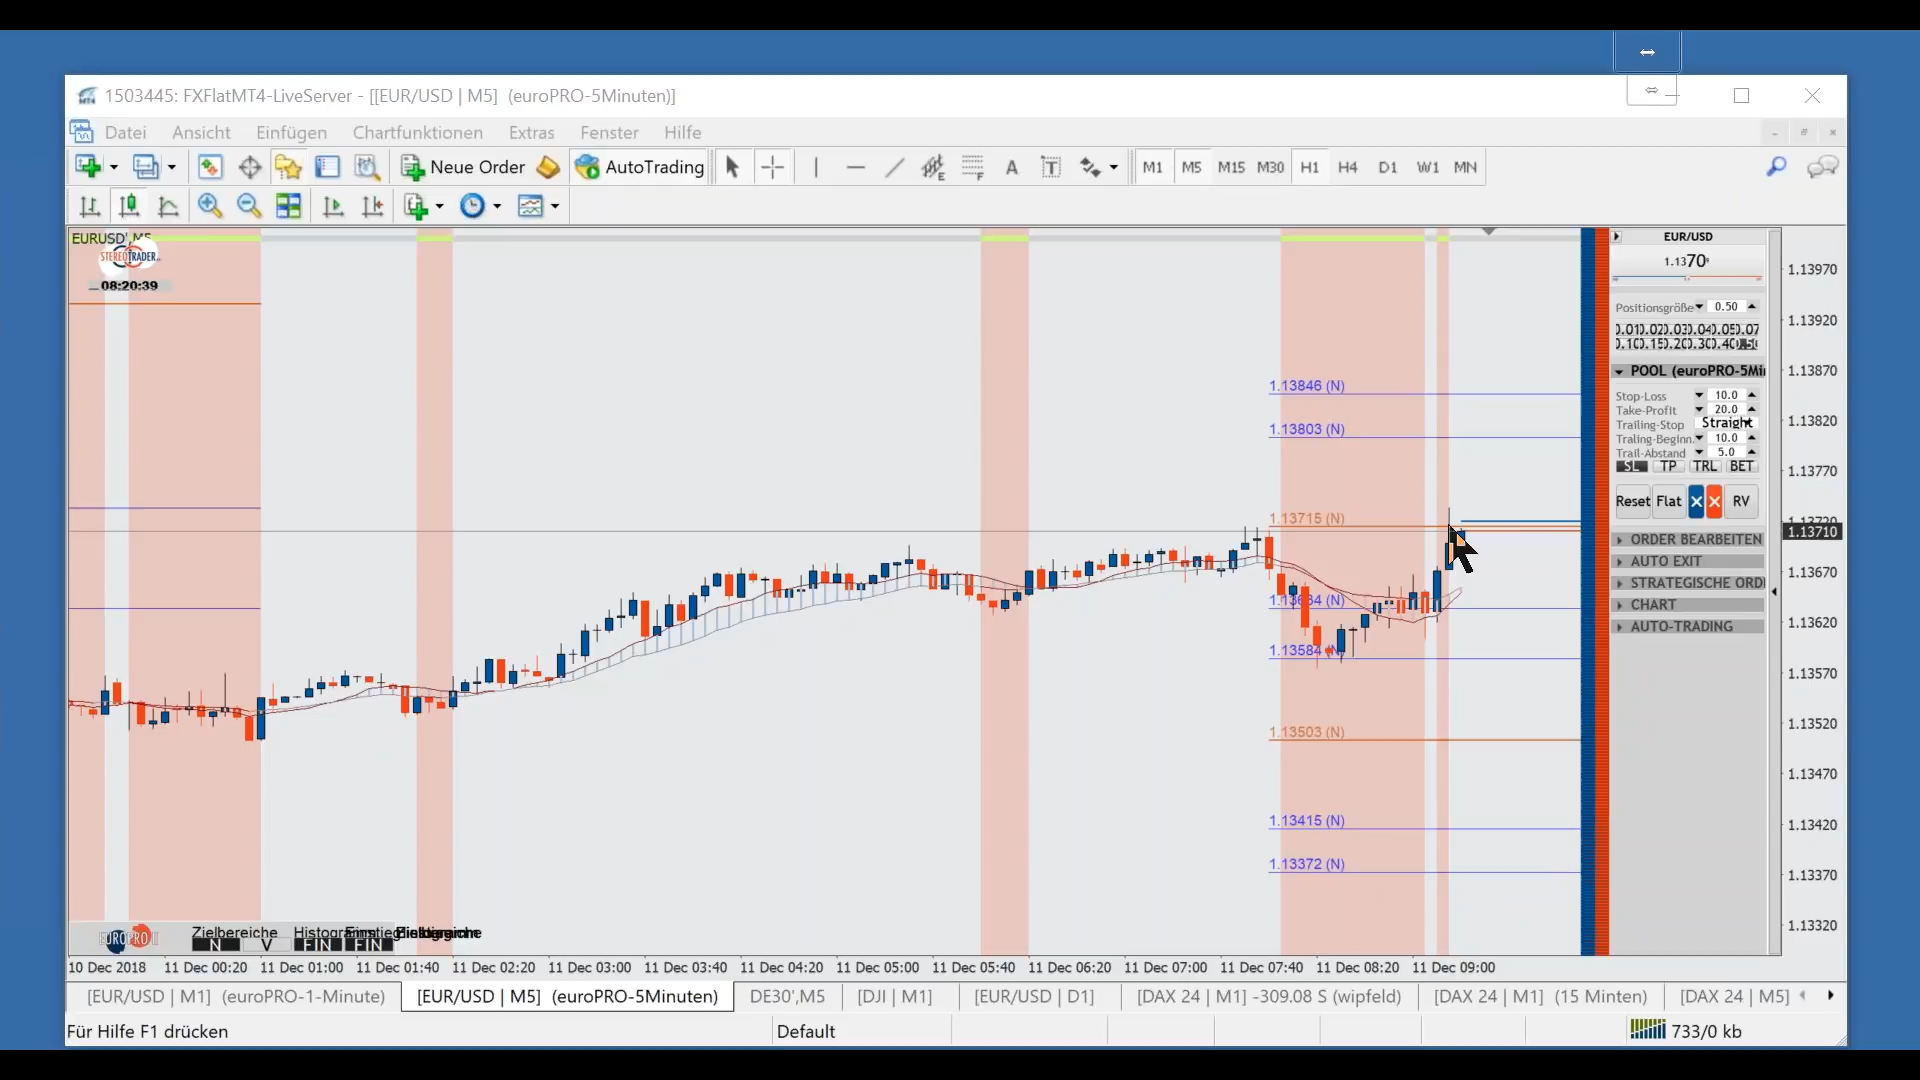 1503445: FXFlatMT4-LiveServer - [[EUR/USD | M5] (euroPRO-5Minuten)]
Datei Ansicht Einfügen Chartfunktionen Extras Fenster Hilfe
Neue Order AutoTrading M1 M5 M15 M30 H1 H4 D1 W1 MN
EURUSD',M5
STEREOTRADER
08:20:39
EUR/USD
1.1370
Positionsgröße 0.50
POOL (euroPRO-5Min
Stop-Loss 10.0
Take-Profit 20.0
Trailing-Stop Straight
Traling-Beginn. 10.0
Trail-Abstand 5.0
SL TP TRL BET
Reset Flat RV
ORDER BEARBEITEN
AUTO EXIT
STRATEGISCHE ORD
CHART
AUTO-TRADING
1.13846 (N)
1.13803 (N)
1.13715 (N)
1.13584 (N)
1.13503 (N)
1.13415 (N)
1.13372 (N)
1.13970
1.13920
1.13870
1.13820
1.13770
1.13720
1.13710
1.13670
1.13620
1.13570
1.13520
1.13470
1.13420
1.13370
1.13320
EUROPRO
Zielbereiche
N V FIN FIN
10 Dec 2018 11 Dec 00:20 11 Dec 01:00 11 Dec 01:40 11 Dec 02:20 11 Dec 03:00 11 Dec 03:40 11 Dec 04:20 11 Dec 05:00 11 Dec 05:40 11 Dec 06:20 11 Dec 07:00 11 Dec 07:40 11 Dec 08:20 11 Dec 09:00
[EUR/USD | M1] (euroPRO-1-Minute) [EUR/USD | M5] (euroPRO-5Minuten) DE30',M5 [DJI | M1] [EUR/USD | D1] [DAX 24 | M1] -309.08 S (wipfeld) [DAX 24 | M1] (15 Minten) [DAX 24 | M5]
Für Hilfe F1 drücken Default 733/0 kb